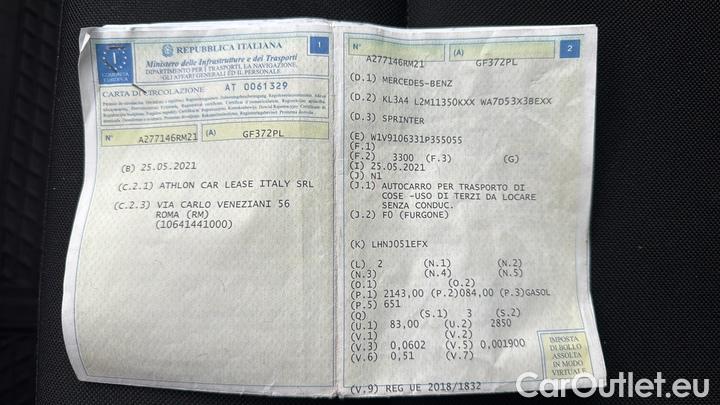 REPUBBLICA ITALIANA
1
I
COMUNITÀ
EUROPEA
Ministero delle Infrastrutture e dei Trasporti
DIPARTIMENTO PER I TRASPORTI, LA NAVIGAZIONE,
GLI AFFARI GENERALI ED IL PERSONALE
CARTA DI CIRCOLAZIONE AT 0061329
N° A277146RM21 (A) GF372PL
(B) 25.05.2021
(C.2.1) ATHLON CAR LEASE ITALY SRL
(C.2.3) VIA CARLO VENEZIANI 56
ROMA (RM)
(10641441000)
N° A277146RM21 (A) GF372PL
2
(D.1) MERCEDES-BENZ
(D.2) KL3A4 L2M11350KXX WA7D53X3BEXX
(D.3) SPRINTER
(E) W1V9106331P355055
(F.1)
(F.2) 3300 (F.3) (G)
(I) 25.05.2021
(J) N1
(J.1) AUTOCARRO PER TRASPORTO DI
COSE -USO DI TERZI DA LOCARE
SENZA CONDUC.
(J.2) F0 (FURGONE)
(K) LHNJ051EFX
(L) 2 (N.1) (N.2)
(N.3) (N.4) (N.5)
(O.1) (O.2)
(P.1) 2143,00 (P.2)084,00 (P.3)GASOL
(P.5) 651
(Q) (S.1) 3 (S.2)
(U.1) 83,00 (U.2) 2850
(V.1) (V.2)
(V.3) 0,0602 (V.5) 0,001900
(V.6) 0,51 (V.7)
(V.9) REG UE 2018/1832
IMPOSTA
DI BOLLO
ASSOLTA
IN MODO
VIRTUALE
CarOutlet.eu